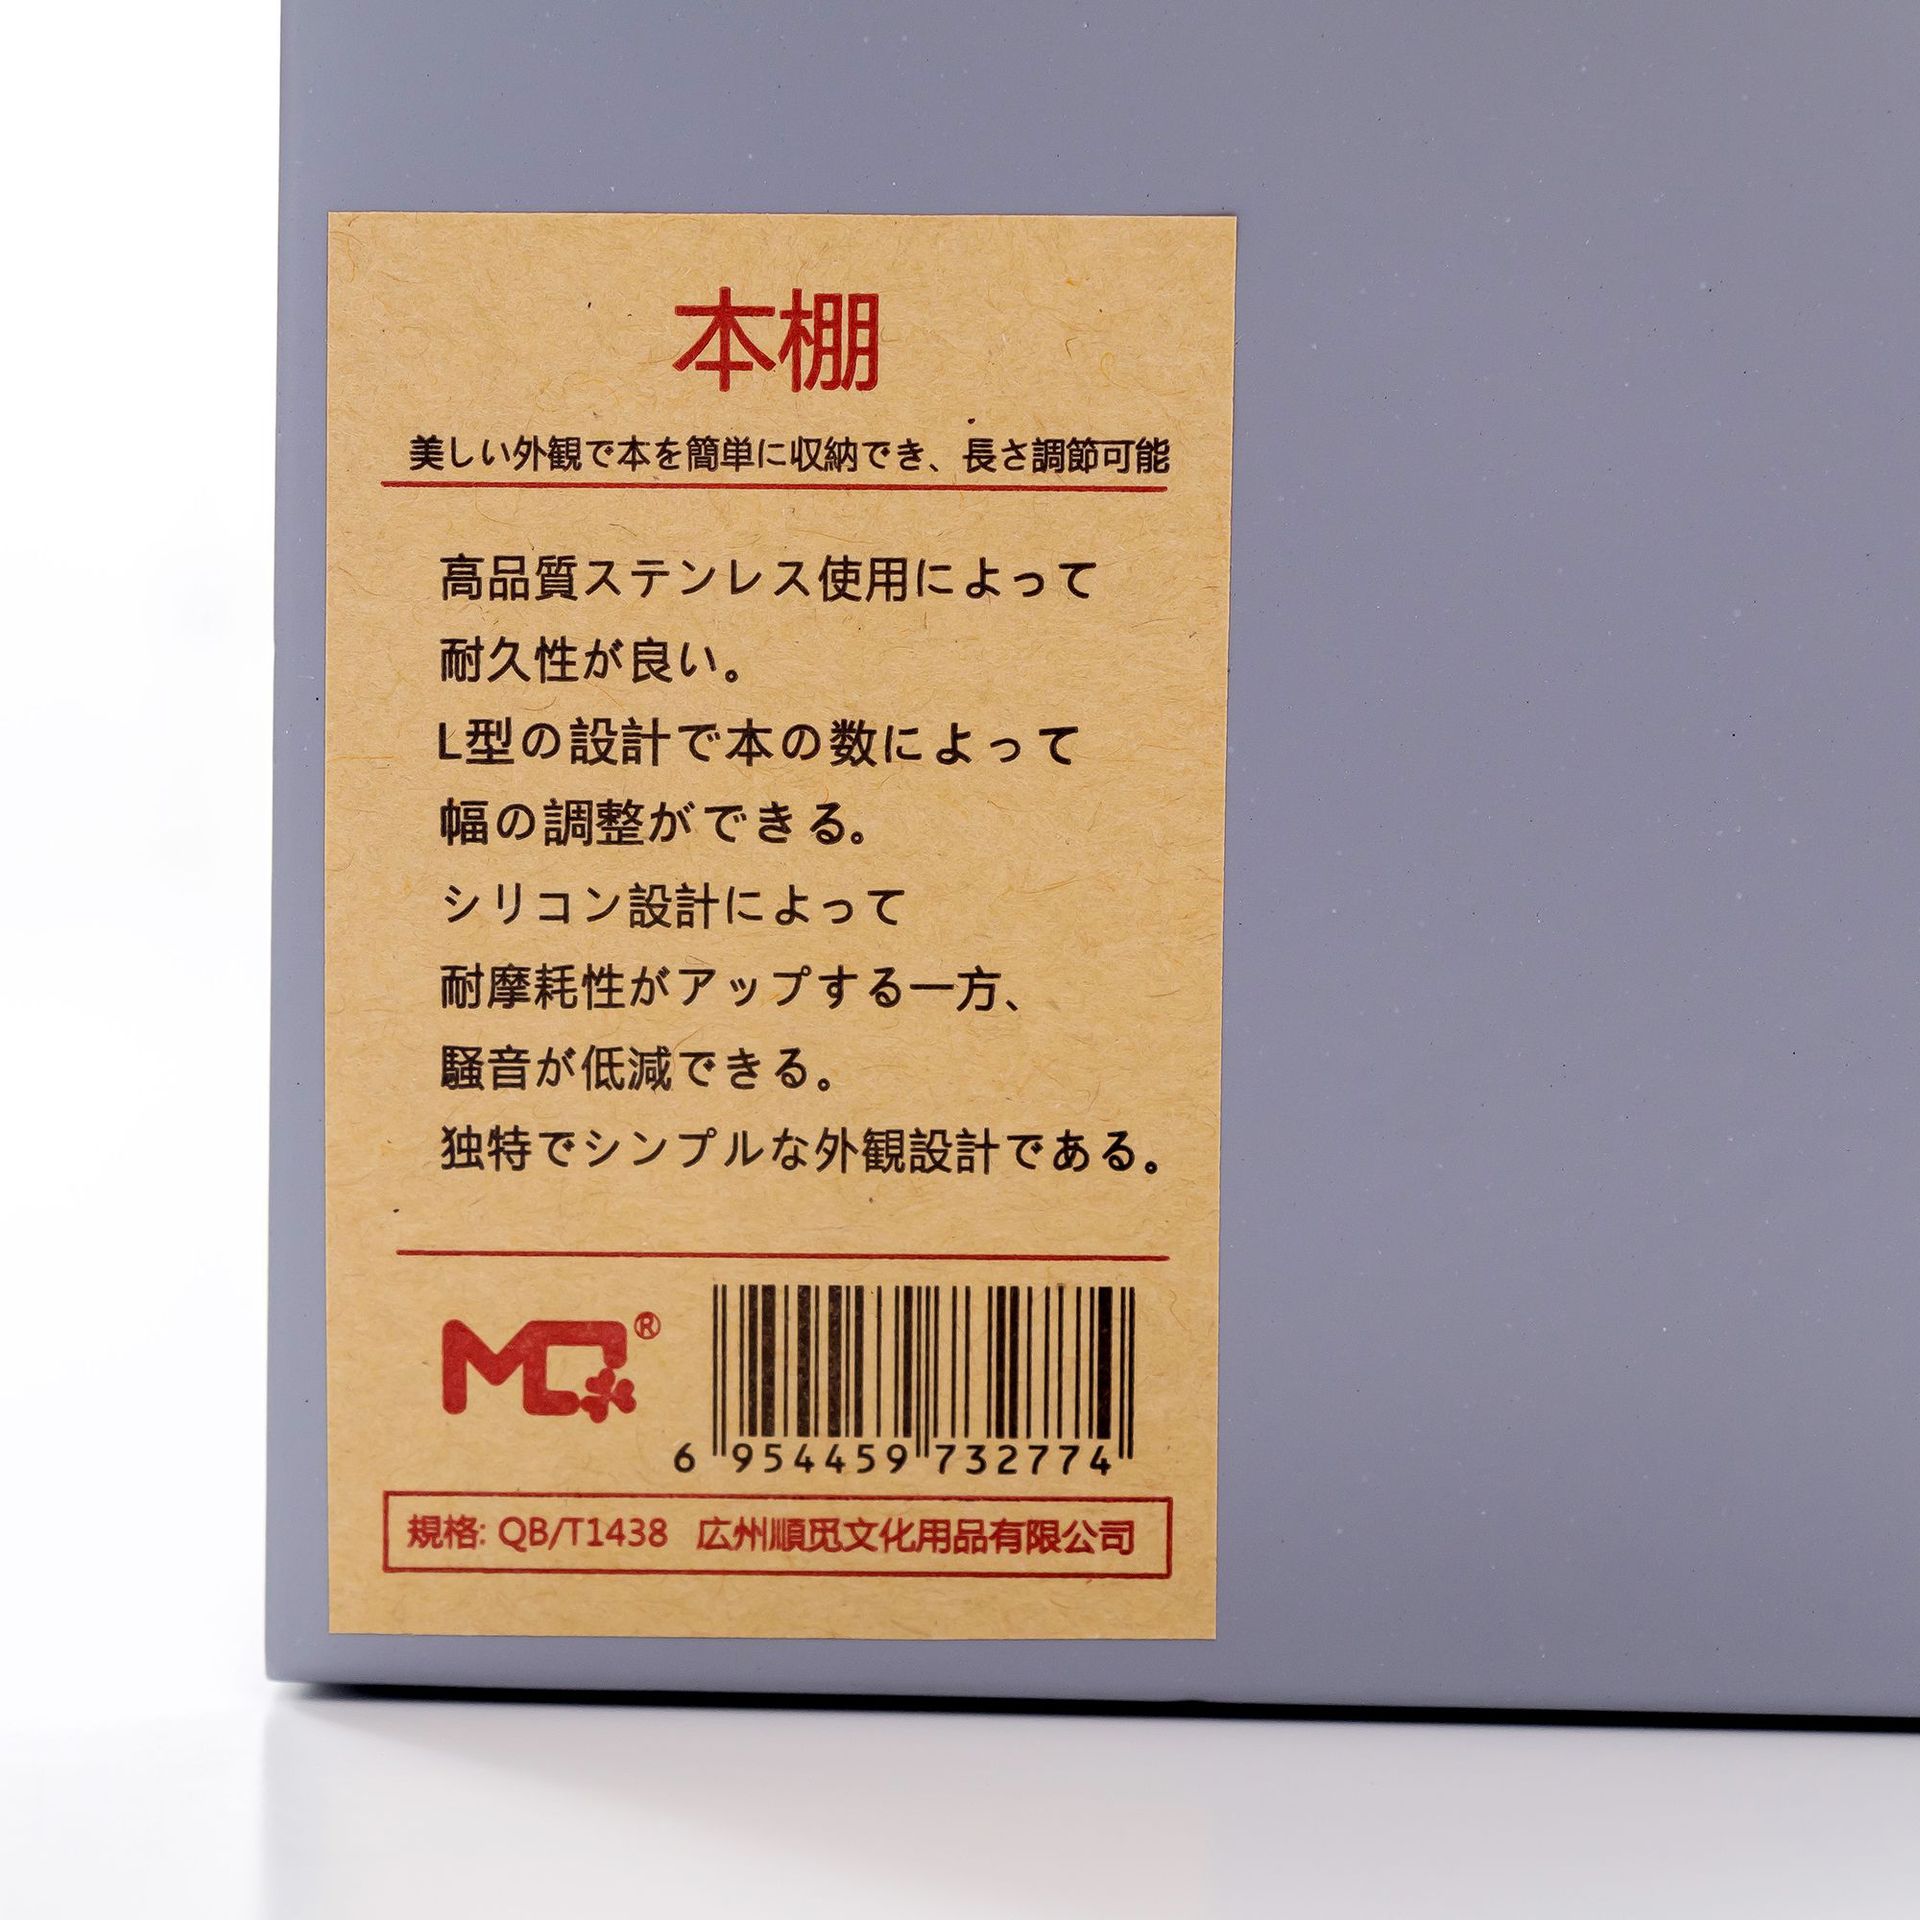 本棚
美しい外観で本を簡単に収納でき、長さ調節可能
高品質ステンレス使用によって
耐久性が良い。
L型の設計で本の数によって
幅の調整ができる。
シリコン設計によって
耐摩耗性がアップする一方、
騒音が低減できる。
独特でシンプルな外観設計である。
MQ®
6 954459 732774
規格: QB/T1438 広州順觅文化用品有限公司